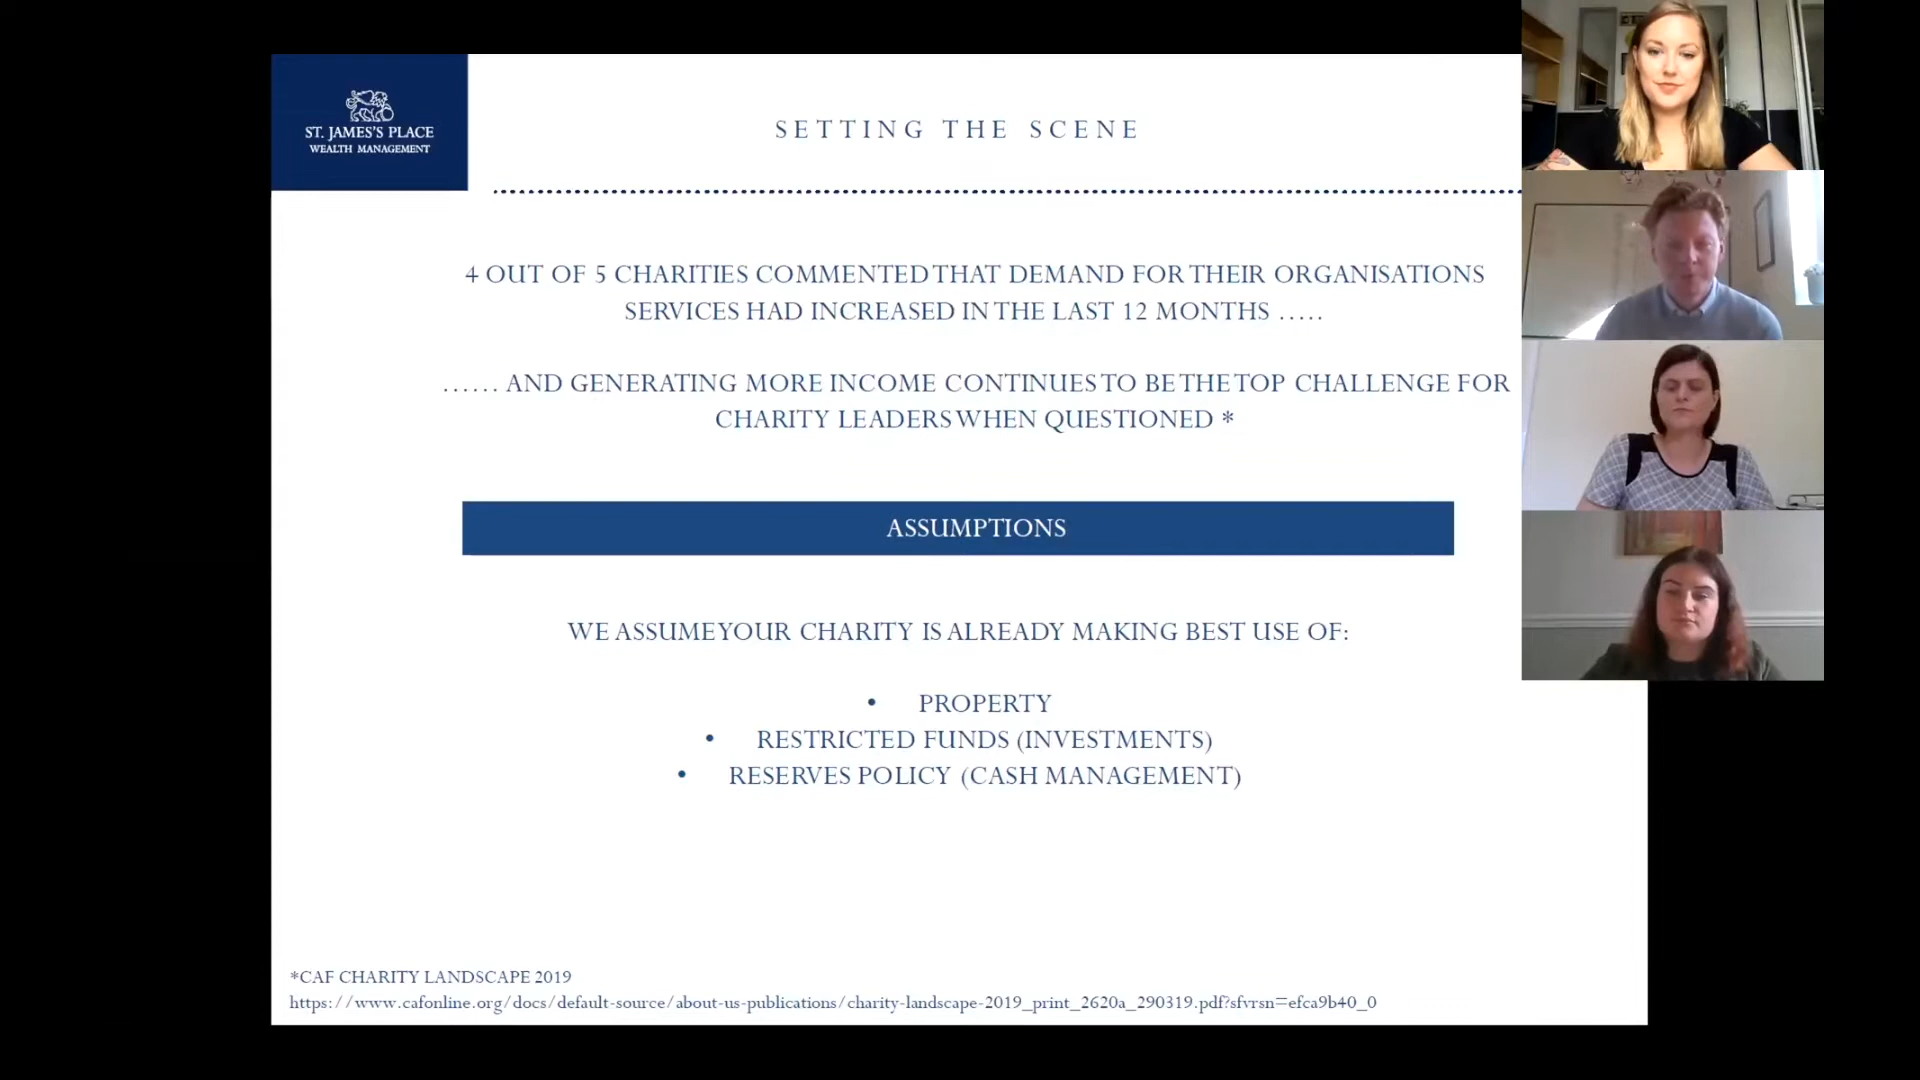 ST. JAMES'S PLACE
WEALTH MANAGEMENT
SETTING THE SCENE
4 OUT OF 5 CHARITIES COMMENTED THAT DEMAND FOR THEIR ORGANISATIONS
SERVICES HAD INCREASED IN THE LAST 12 MONTHS .....
...... AND GENERATING MORE INCOME CONTINUES TO BE THE TOP CHALLENGE FOR
CHARITY LEADERS WHEN QUESTIONED *
ASSUMPTIONS
WE ASSUME YOUR CHARITY IS ALREADY MAKING BEST USE OF:
• PROPERTY
• RESTRICTED FUNDS (INVESTMENTS)
• RESERVES POLICY (CASH MANAGEMENT)
*CAF CHARITY LANDSCAPE 2019
https://www.cafonline.org/docs/default-source/about-us-publications/charity-landscape-2019_print_2620a_290319.pdf?sfvrsn=efca9b40_0